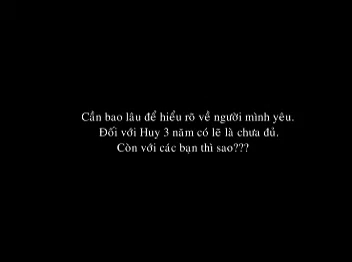 Cần bao lâu để hiểu rõ về người mình yêu.
Đối với Huy 3 năm có lẽ là chưa đủ.
Còn với các bạn thì sao???